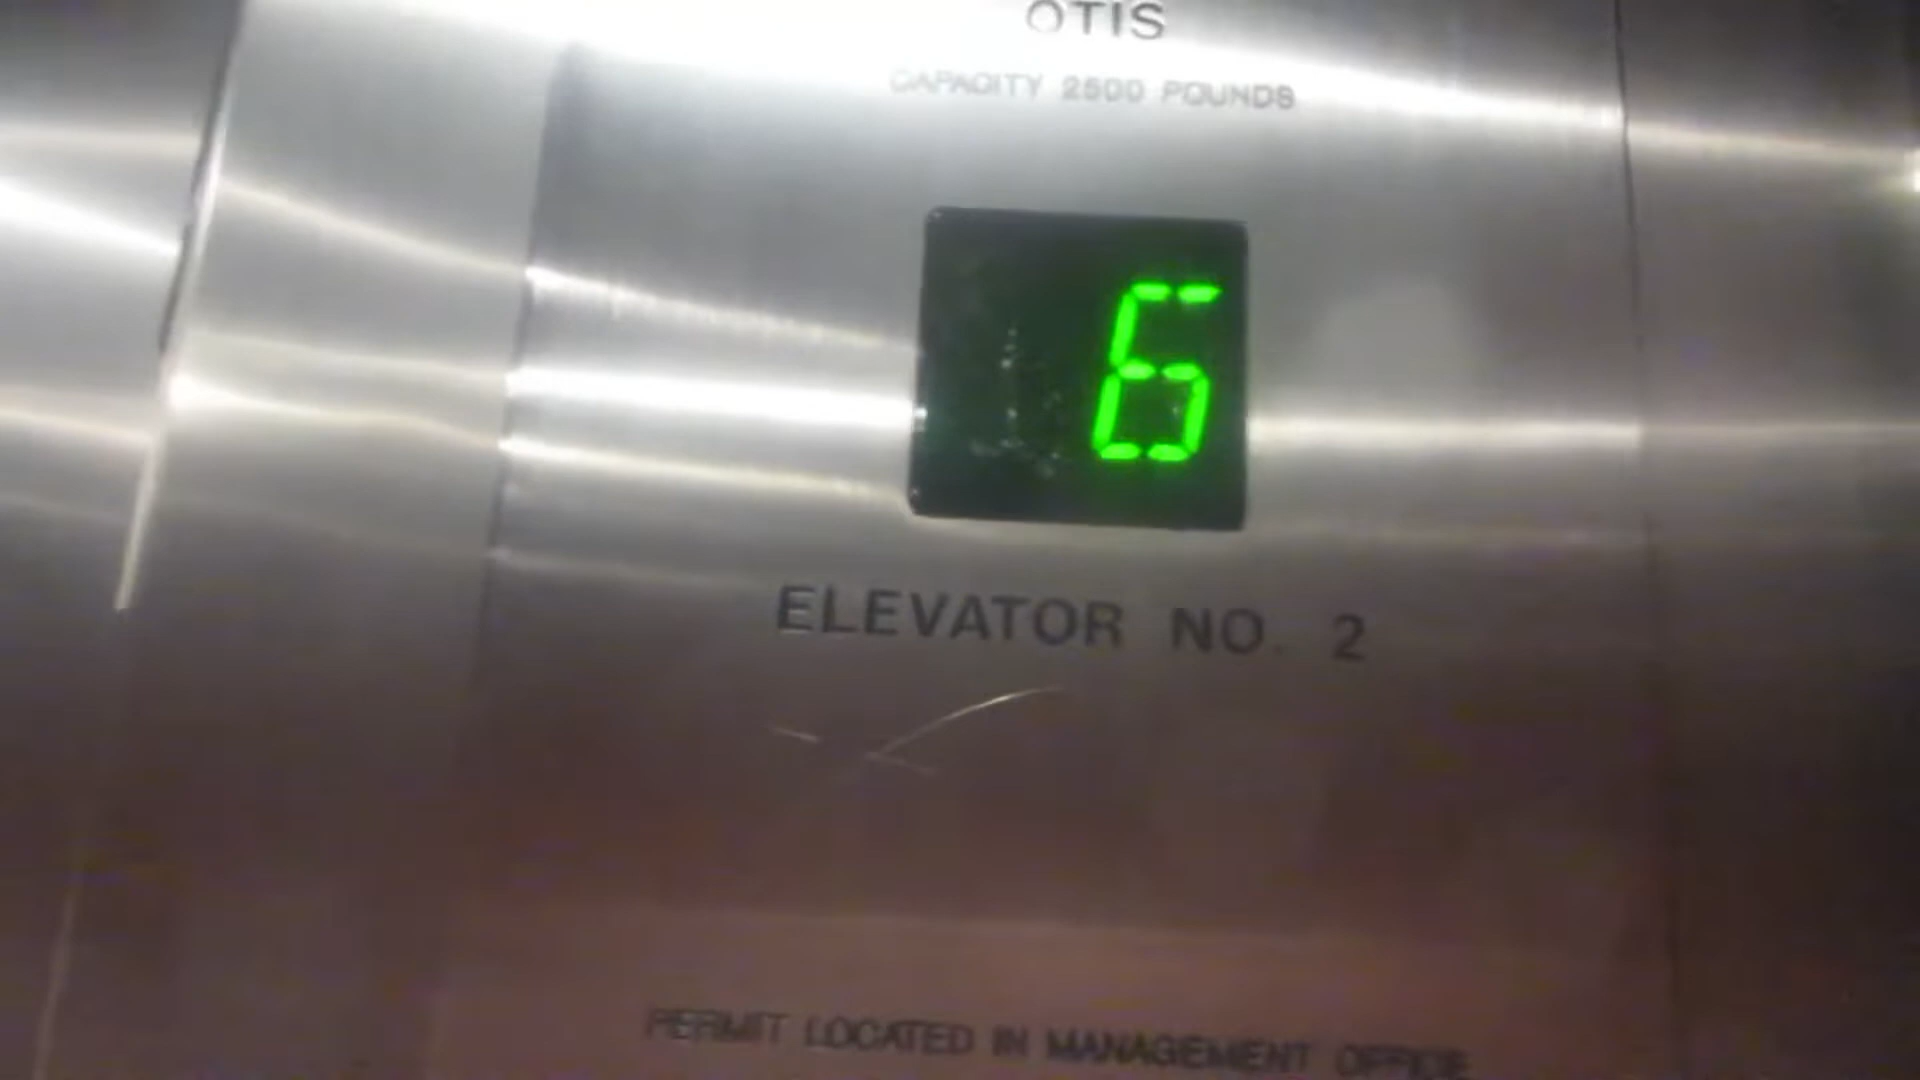 OTIS
CAPACITY 2500 POUNDS
6
ELEVATOR NO. 2
PERMIT LOCATED IN MANAGEMENT OFFICE